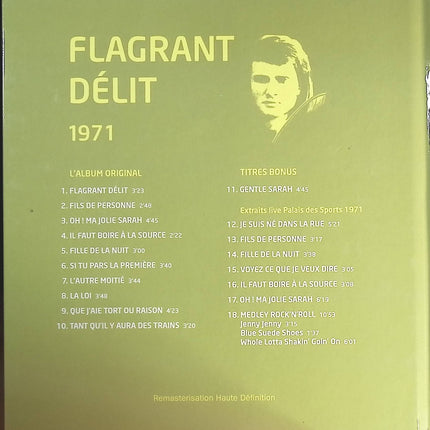 FLAGRANT
DÉLIT
1971
L'ALBUM ORIGINAL
1. FLAGRANT DÉLIT 3'23
2. FILS DE PERSONNE 2'48
3. OH ! MA JOLIE SARAH 4'45
4. IL FAUT BOIRE À LA SOURCE 2'22
5. FILLE DE LA NUIT 3'00
6. SI TU PARS LA PREMIÈRE 3'40
7. L'AUTRE MOITIÉ 3'44
8. LA LOI 3'48
9. QUE J'AIE TORT OU RAISON 4'23
10. TANT QU'IL Y AURA DES TRAINS 3'20
TITRES BONUS
11. GENTLE SARAH 4'45
Extraits live Palais des Sports 1971
12. JE SUIS NÉ DANS LA RUE 5'21
13. FILS DE PERSONNE 3'17
14. FILLE DE LA NUIT 3'38
15. VOYEZ CE QUE JE VEUX DIRE 3'05
16. IL FAUT BOIRE À LA SOURCE 3'08
17. OH ! MA JOLIE SARAH 6'19
18. MEDLEY ROCK'N'ROLL 10'53
Jenny Jenny 3'15
Blue Suede Shoes 1'37
Whole Lotta Shakin' Goin' On 6'01
Remasterisation Haute Définition